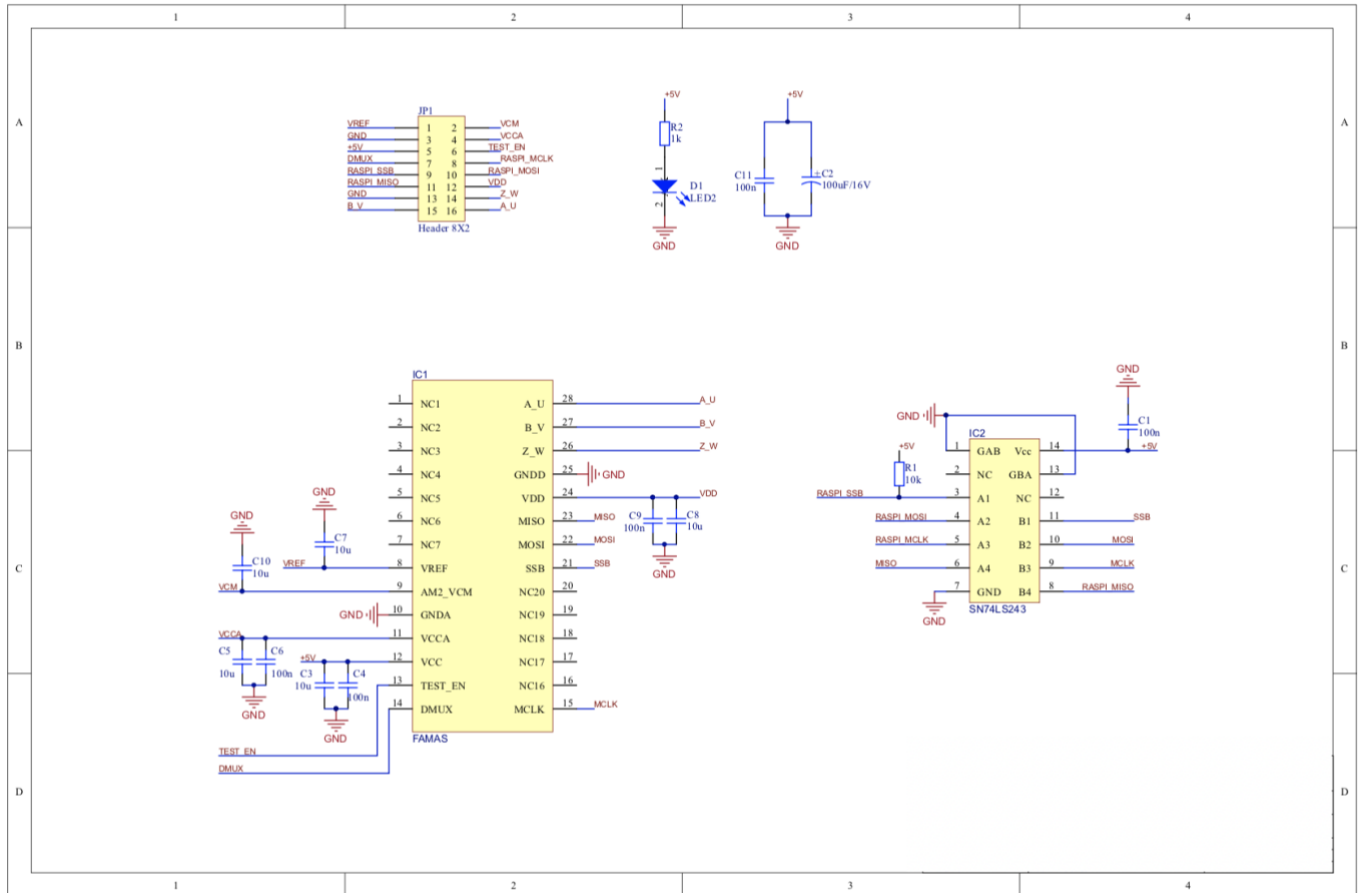 1 2 3 4
A A
JP1
VREF 1 2 VCM
GND 3 4 VCCA
+5V 5 6 TEST_EN
DMUX 7 8 RASPI_MCLK
RASPI_SSB 9 10 RASPI_MOSI
RASPI_MISO 11 12 VDD
GND 13 14 Z_W
B_V 15 16 A_U
Header 8X2
+5V
R2
1k
1
D1
LED2
2
GND
+5V
C11
100n
+
C2
100uF/16V
GND
B B
IC1
1 NC1 A_U 28 A_U
2 NC2 B_V 27 B_V
3 NC3 Z_W 26 Z_W
4 NC4 GNDD 25 GND
5 NC5 VDD 24 VDD
6 NC6 MISO 23 MISO
7 NC7 MOSI 22 MOSI
VREF 8 VREF SSB 21 SSB
VCM 9 AM2_VCM NC20 20
GND 10 GNDA NC19 19
VCCA 11 VCCA NC18 18
+5V 12 VCC NC17 17
13 TEST_EN NC16 16
14 DMUX MCLK 15 MCLK
FAMAS
GND
C10
10u
GND
C7
10u
C5
10u
C6
100n
GND
C3
10u
C4
100n
GND
TEST_EN
DMUX
C9
100n
C8
10u
GND
GND
C1
100n
+5V
GND
IC2
1 GAB Vcc 14
2 NC GBA 13
+5V
R1
10k
RASPI_SSB 3 A1 NC 12
RASPI_MOSI 4 A2 B1 11 SSB
RASPI_MCLK 5 A3 B2 10 MOSI
MISO 6 A4 B3 9 MCLK
7 GND B4 8 RASPI_MISO
GND
SN74LS243
C C
D D
1 2 3 4